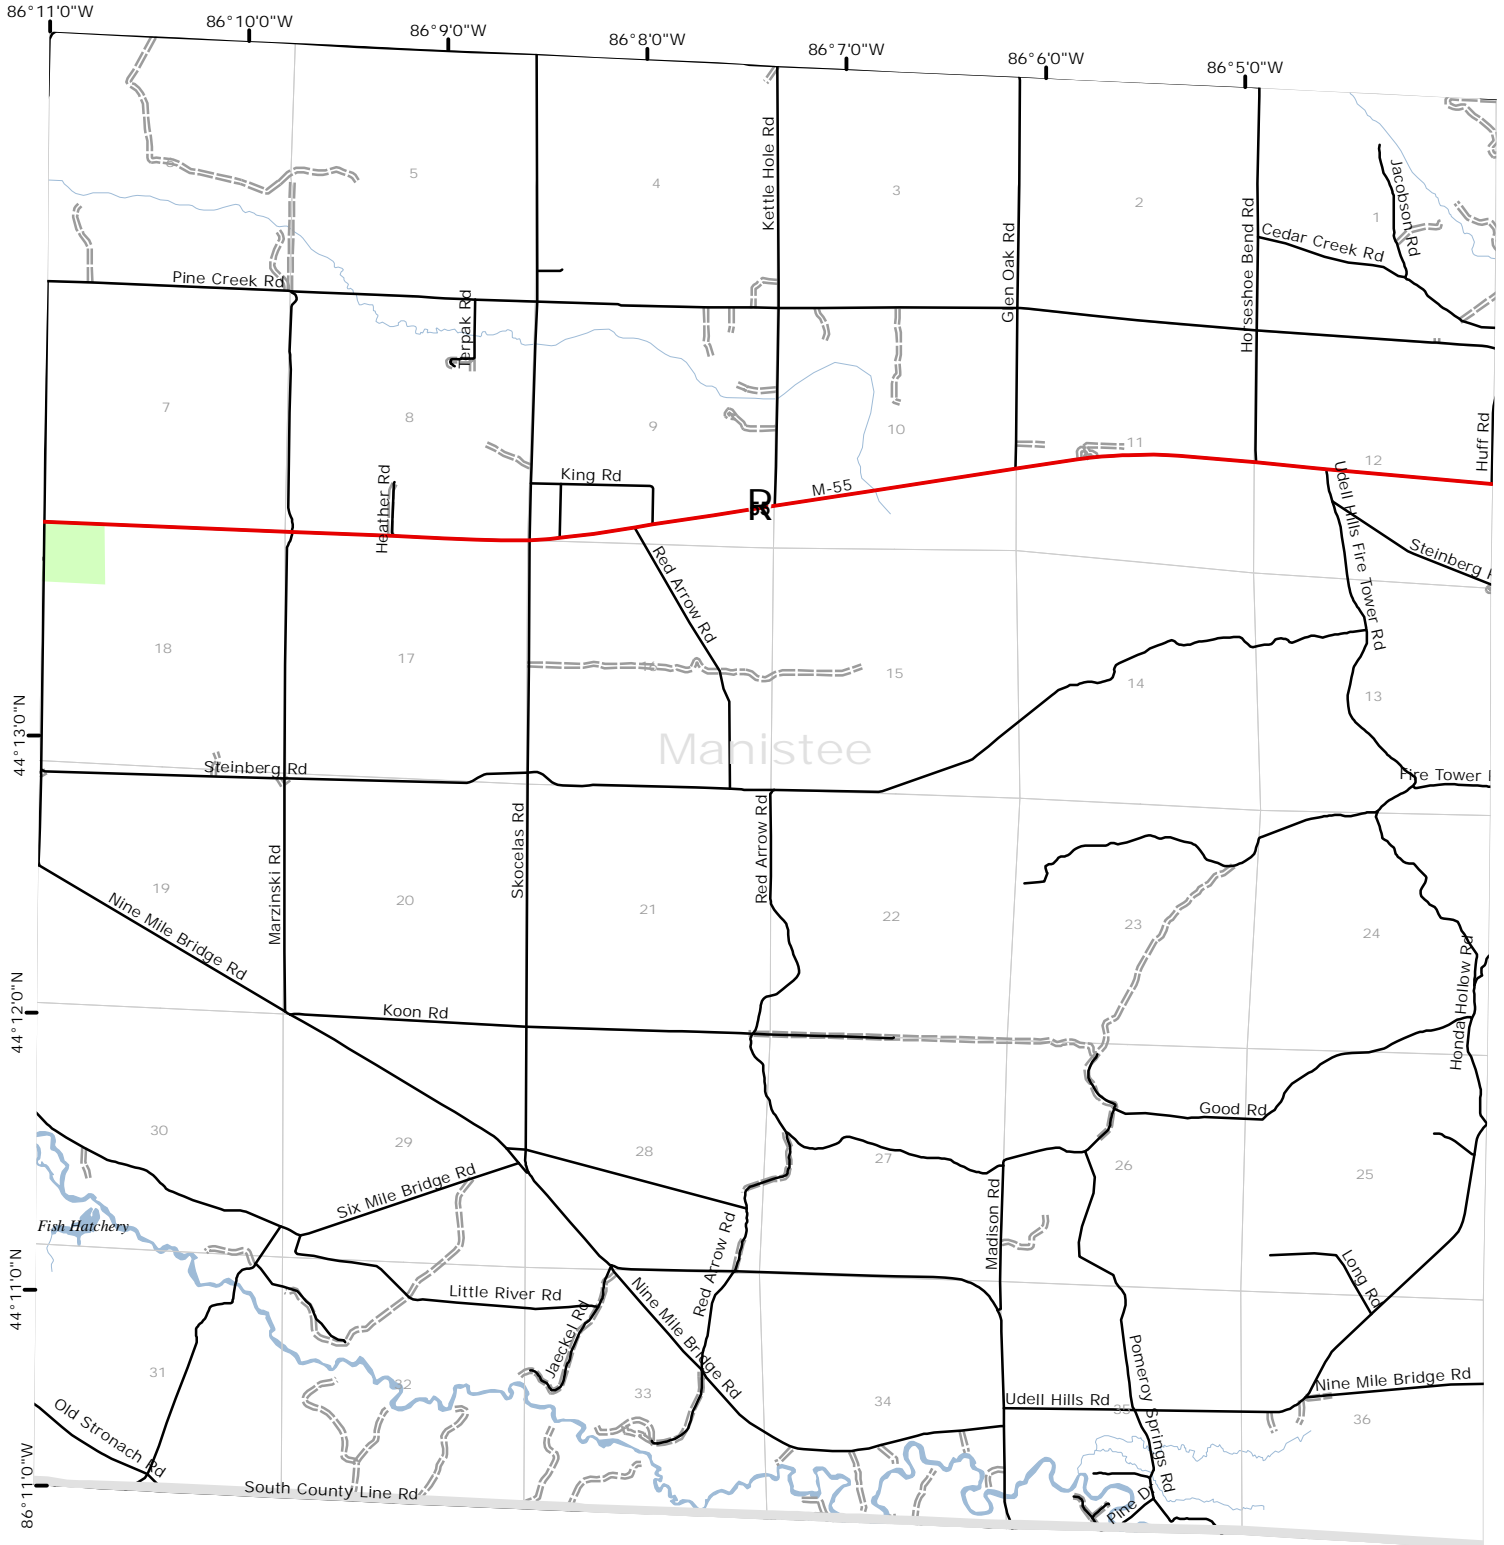 86°11'0"W
86°10'0"W
86°9'0"W
86°8'0"W
86°7'0"W
86°6'0"W
86°5'0"W
6
5
4
3
2
1
Kettle Hole Rd
Glen Oak Rd
Horseshoe Bend Rd
Jacobson Rd
Cedar Creek Rd
Pine Creek Rd
Terpak Rd
7
8
9
10
11
12
Heather Rd
King Rd
M-55
R
Huff Rd
Udell Hills Fire Tower Rd
Steinberg R
Red Arrow Rd
18
17
15
14
13
44°13'0"N
Manistee
Steinberg Rd
Fire Tower
Marzinski Rd
Skocelas Rd
Red Arrow Rd
19
20
21
22
23
24
Nine Mile Bridge Rd
Honda Hollow Rd
44°12'0"N
Koon Rd
Good Rd
30
29
28
27
26
25
Six Mile Bridge Rd
Madison Rd
Fish Hatchery
Red Arrow Rd
Long Rd
44°11'0"N
Little River Rd
Jaeckel Rd
Nine Mile Bridge Rd
Pomeroy Springs Rd
31
32
33
34
35
36
Udell Hills Rd
Nine Mile Bridge Rd
Old Stronach Rd
South County Line Rd
Pine Dr
86°11'0"W